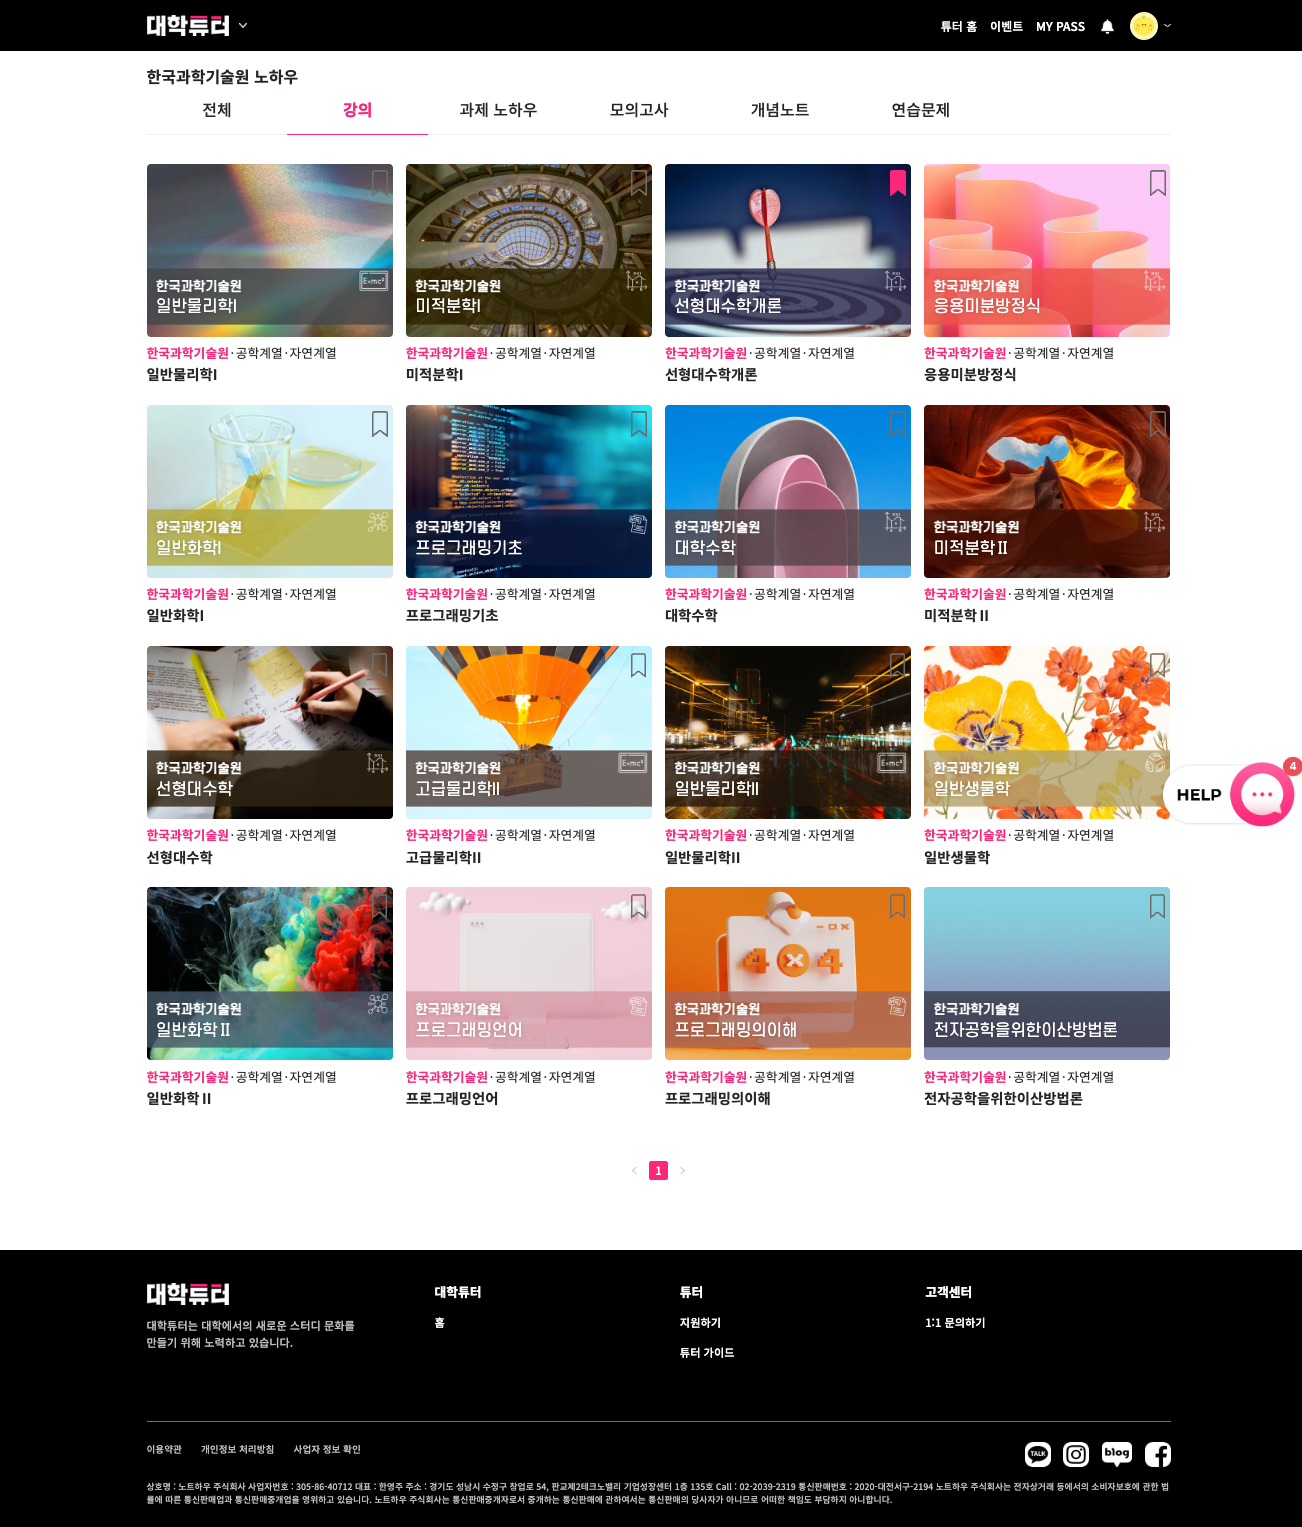 대학튜터
튜터 홈 이벤트 MY PASS
한국과학기술원 노하우
전체 강의 과제 노하우 모의고사 개념노트 연습문제
한국과학기술원
일반물리학I
E=mc²
한국과학기술원·공학계열·자연계열
일반물리학I
한국과학기술원
미적분학I
한국과학기술원·공학계열·자연계열
미적분학I
한국과학기술원
선형대수학개론
한국과학기술원·공학계열·자연계열
선형대수학개론
한국과학기술원
응용미분방정식
한국과학기술원·공학계열·자연계열
응용미분방정식
한국과학기술원
일반화학I
한국과학기술원·공학계열·자연계열
일반화학I
한국과학기술원
프로그래밍기초
한국과학기술원·공학계열·자연계열
프로그래밍기초
한국과학기술원
대학수학
한국과학기술원·공학계열·자연계열
대학수학
한국과학기술원
미적분학Ⅱ
한국과학기술원·공학계열·자연계열
미적분학Ⅱ
한국과학기술원
선형대수학
한국과학기술원·공학계열·자연계열
선형대수학
한국과학기술원
고급물리학II
E=mc²
한국과학기술원·공학계열·자연계열
고급물리학II
한국과학기술원
일반물리학II
E=mc²
한국과학기술원·공학계열·자연계열
일반물리학II
한국과학기술원
일반생물학
한국과학기술원·공학계열·자연계열
일반생물학
HELP
4
한국과학기술원
일반화학Ⅱ
한국과학기술원·공학계열·자연계열
일반화학Ⅱ
한국과학기술원
프로그래밍언어
한국과학기술원·공학계열·자연계열
프로그래밍언어
4 x 4
한국과학기술원
프로그래밍의이해
한국과학기술원·공학계열·자연계열
프로그래밍의이해
한국과학기술원
전자공학을위한이산방법론
한국과학기술원·공학계열·자연계열
전자공학을위한이산방법론
< 1 >
대학튜터
대학튜터는 대학에서의 새로운 스터디 문화를
만들기 위해 노력하고 있습니다.
대학튜터
홈
튜터
지원하기
튜터 가이드
고객센터
1:1 문의하기
이용약관 개인정보 처리방침 사업자 정보 확인
TALK
blog
상호명 : 노트하우 주식회사 사업자번호 : 305-86-40712 대표 : 한영주 주소 : 경기도 성남시 수정구 창업로 54, 판교제2테크노밸리 기업성장센터 1층 135호 Call : 02-2039-2319 통신판매번호 : 2020-대전서구-2194 노트하우 주식회사는 전자상거래 등에서의 소비자보호에 관한 법
률에 따른 통신판매업과 통신판매중개업을 영위하고 있습니다. 노트하우 주식회사는 통신판매중개자로서 중개하는 통신판매에 관하여서는 통신판매의 당사자가 아니므로 어떠한 책임도 부담하지 아니합니다.